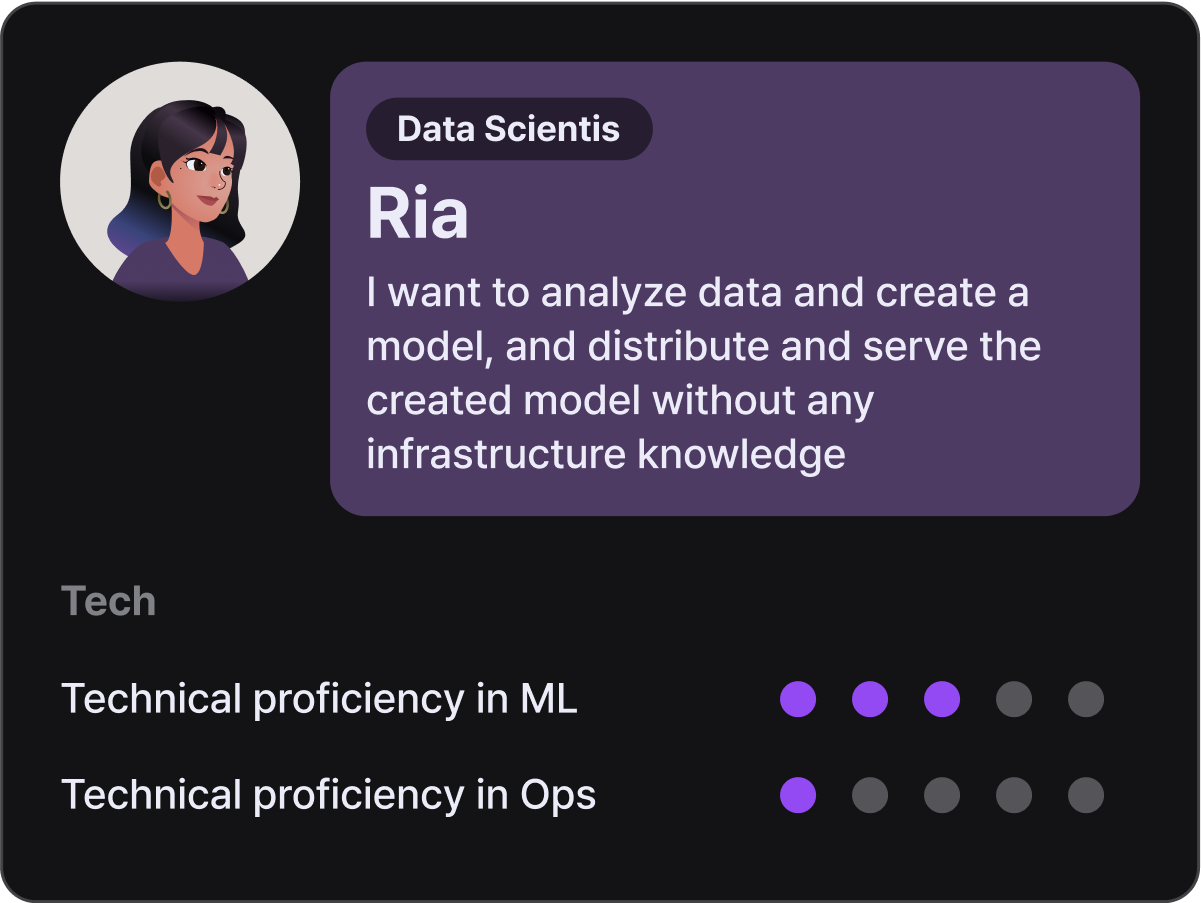 Data Scientis
Ria
I want to analyze data and create a
model, and distribute and serve the
created model without any
infrastructure knowledge
Tech
Technical proficiency in ML
Technical proficiency in Ops